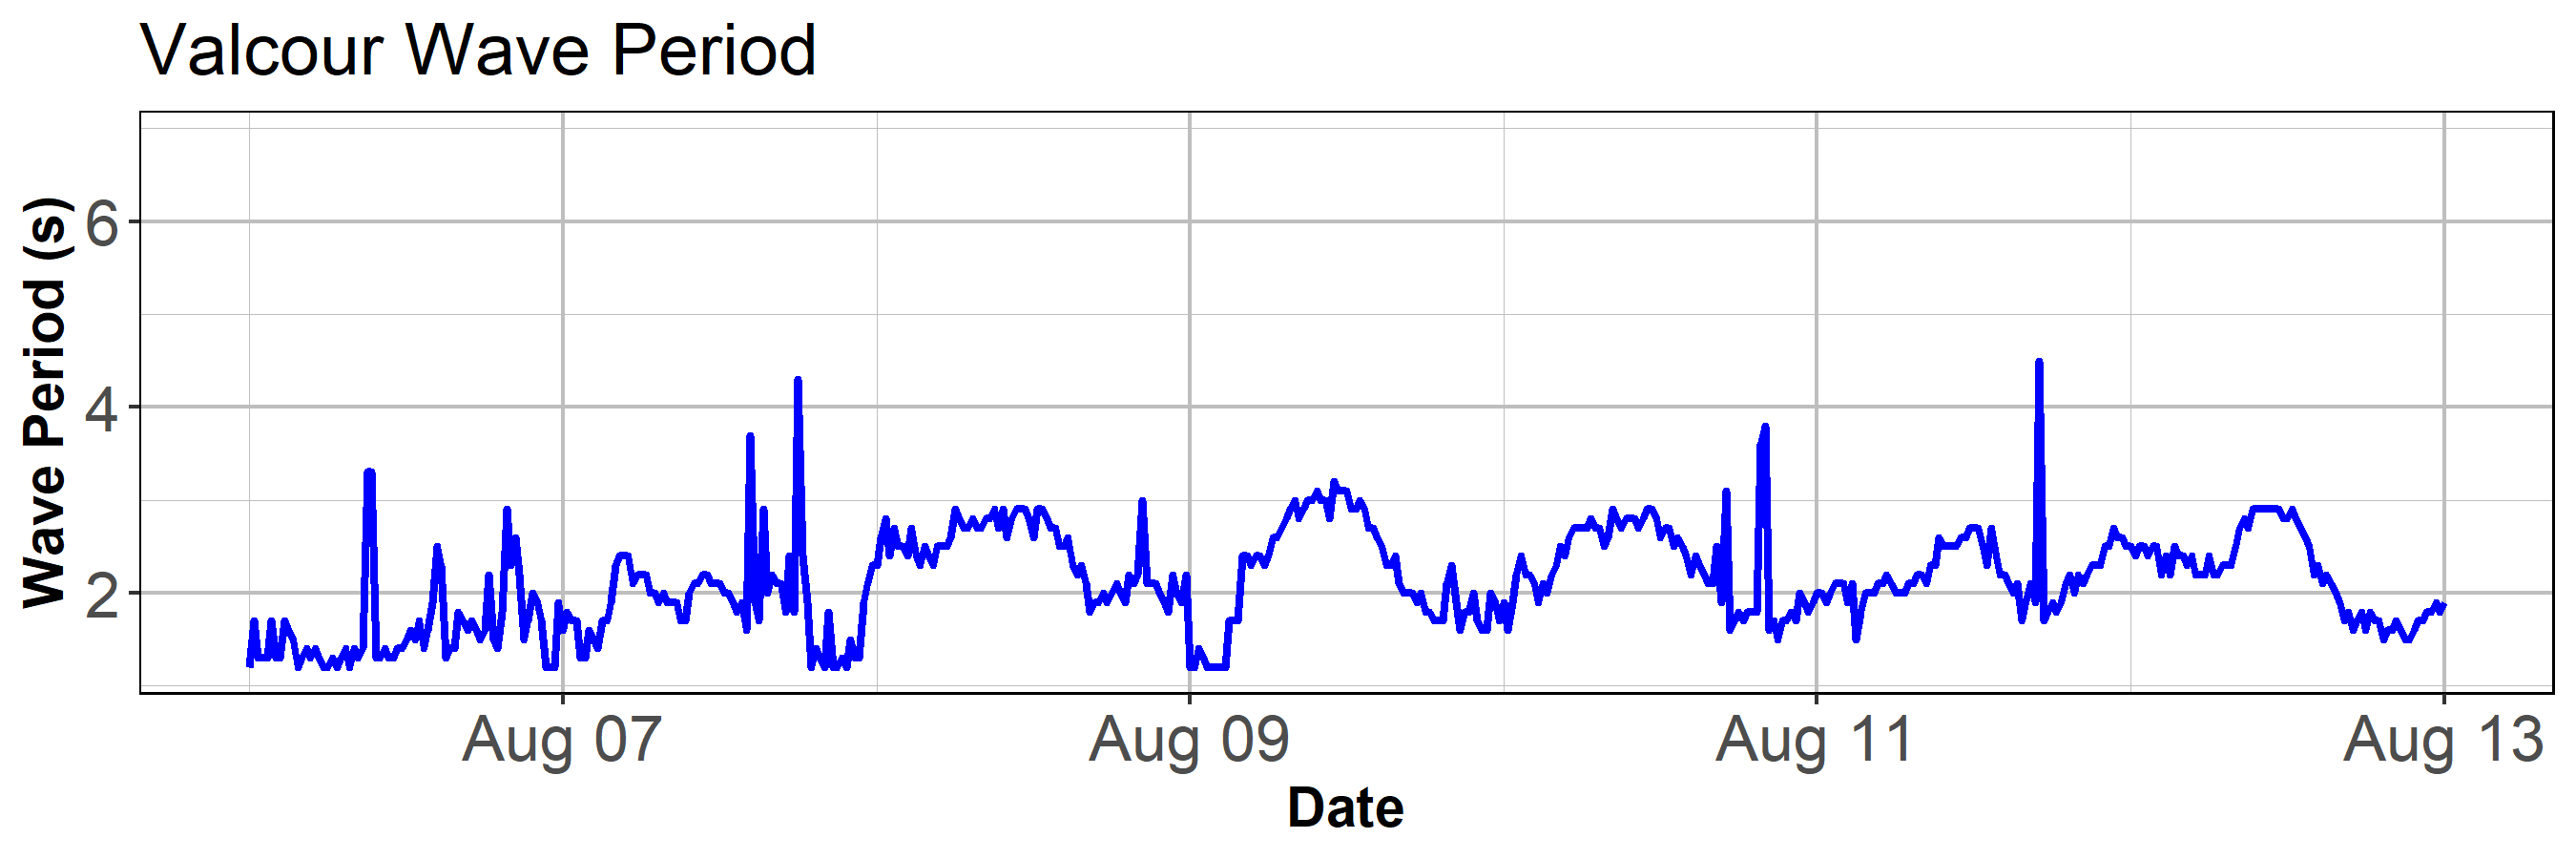 Valcour Wave Period
Wave Period (s)
6
4
2
Aug 07 Aug 09 Aug 11 Aug 13
Date